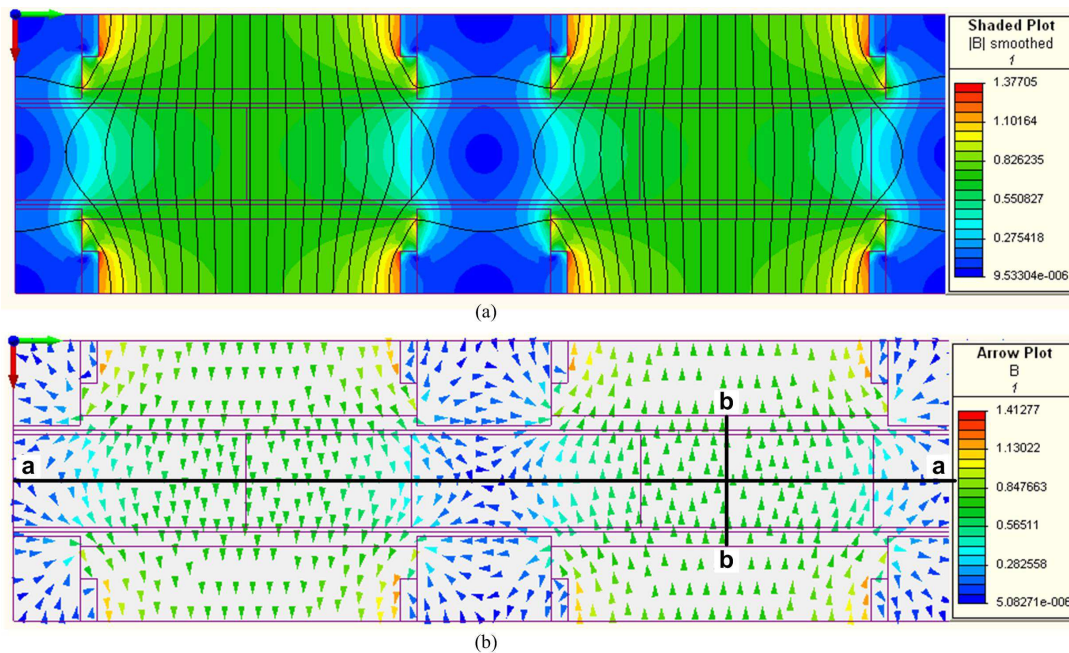 Shaded Plot
|B| smoothed
1
1.37705
1.10164
0.826235
0.550827
0.275418
9.53304e-006
(a)
Arrow Plot
B
1
1.41277
1.13022
0.847663
0.56511
0.282558
5.08271e-006
b
a
a
b
(b)